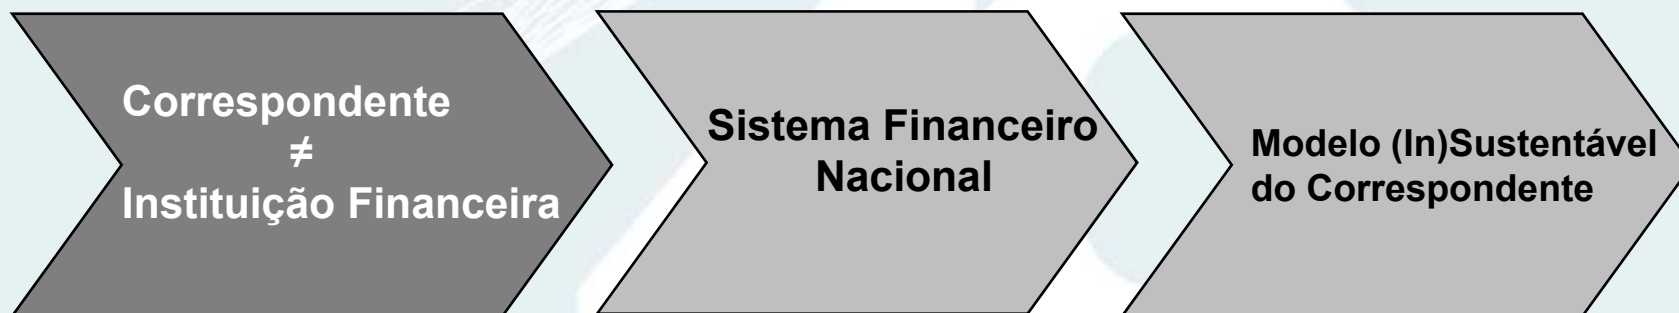 Correspondente
≠
Instituição Financeira
Sistema Financeiro
Nacional
Modelo (In)Sustentável
do Correspondente